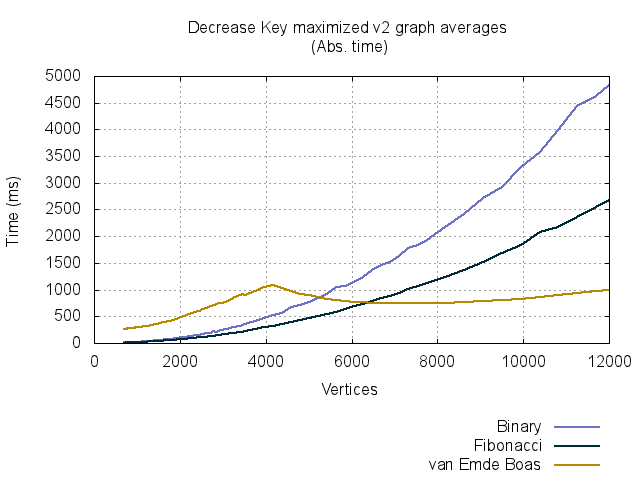 Decrease Key maximized v2 graph averages
(Abs. time)
5000
4500
4000
3500
3000
2500
2000
1500
1000
500
0
Time (ms)
0 2000 4000 6000 8000 10000 12000
Vertices
Binary
Fibonacci
van Emde Boas